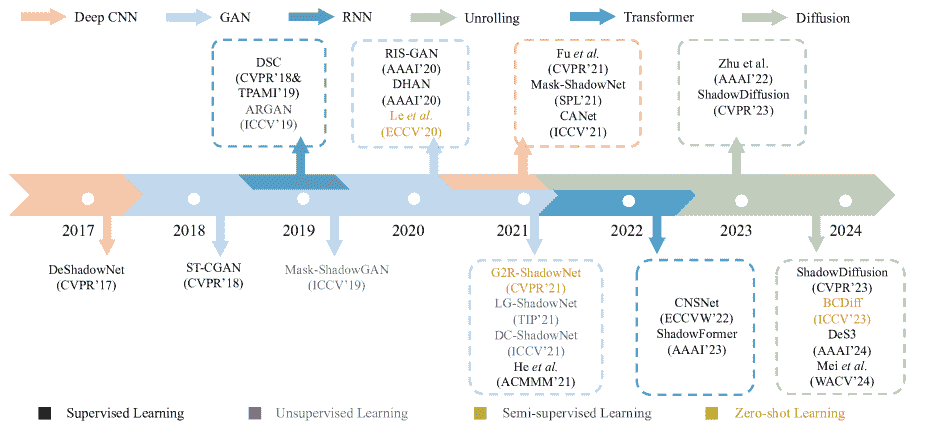 Deep CNN
GAN
RNN
Unrolling
Transformer
Diffusion
DSC
(CVPR'18&
TPAMI'19)
ARGAN
(ICCV'19)
RIS-GAN
(AAAI'20)
DHAN
(AAAI'20)
Le et al.
(ECCV'20)
Fu et al.
(CVPR'21)
Mask-ShadowNet
(SPL'21)
CANet
(ICCV'21)
Zhu et al.
(AAAI'22)
ShadowDiffusion
(CVPR'23)
2017
2018
2019
2020
2021
2022
2023
2024
DeShadowNet
(CVPR'17)
ST-CGAN
(CVPR'18)
Mask-ShadowGAN
(ICCV'19)
G2R-ShadowNet
(CVPR'21)
LG-ShadowNet
(TIP'21)
DC-ShadowNet
(ICCV'21)
He et al.
(ACMMM'21)
CNSNet
(ECCVW'22)
ShadowFormer
(AAAI'23)
ShadowDiffusion
(CVPR'23)
BCDiff
(ICCV'23)
DeS3
(AAAI'24)
Mei et al.
(WACV'24)
Supervised Learning
Unsupervised Learning
Semi-supervised Learning
Zero-shot Learning